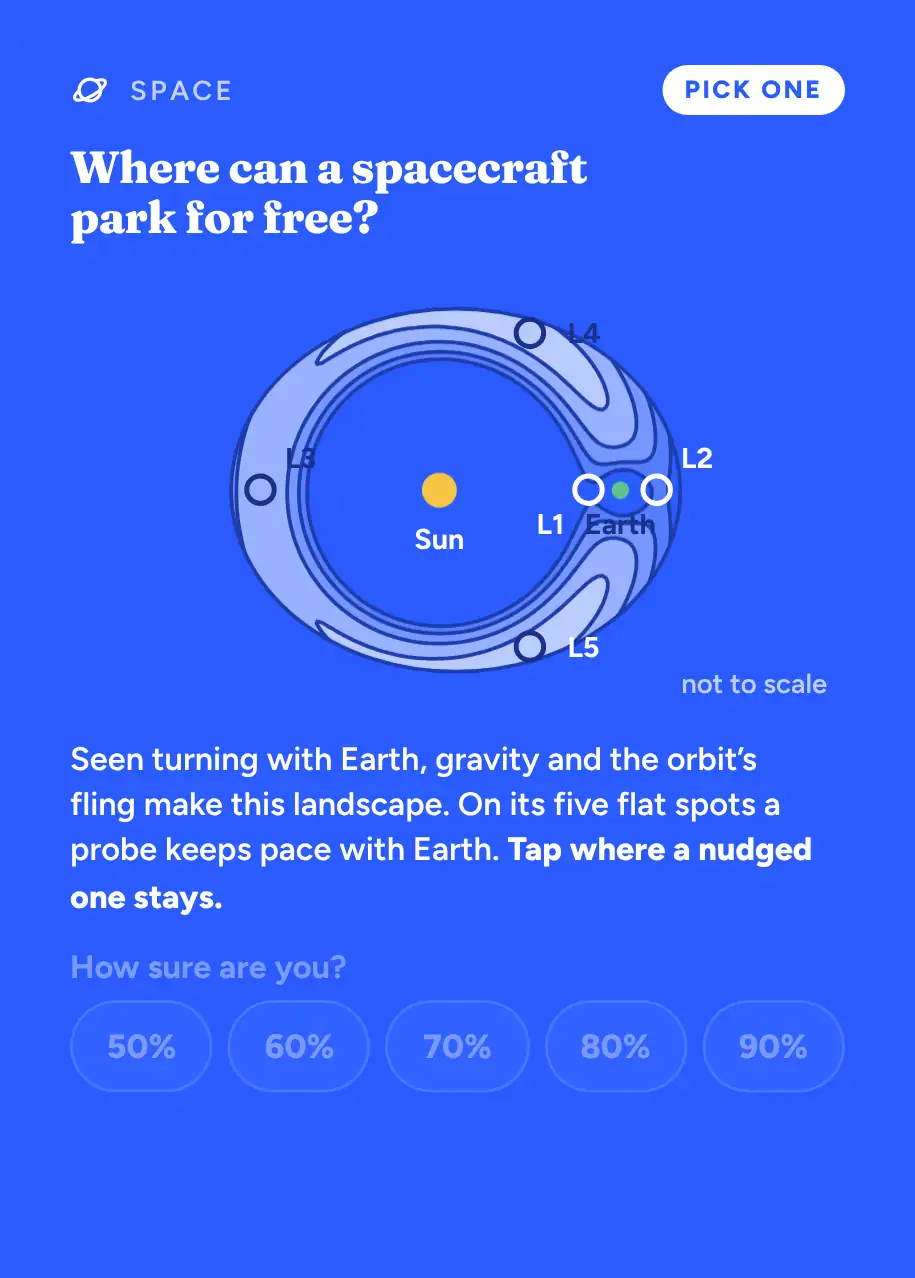 SPACE
PICK ONE
Where can a spacecraft
park for free?
L4
L3
L2
L1
Earth
Sun
L5
not to scale
Seen turning with Earth, gravity and the orbit’s
fling make this landscape. On its five flat spots a
probe keeps pace with Earth. Tap where a nudged
one stays.
How sure are you?
50%
60%
70%
80%
90%